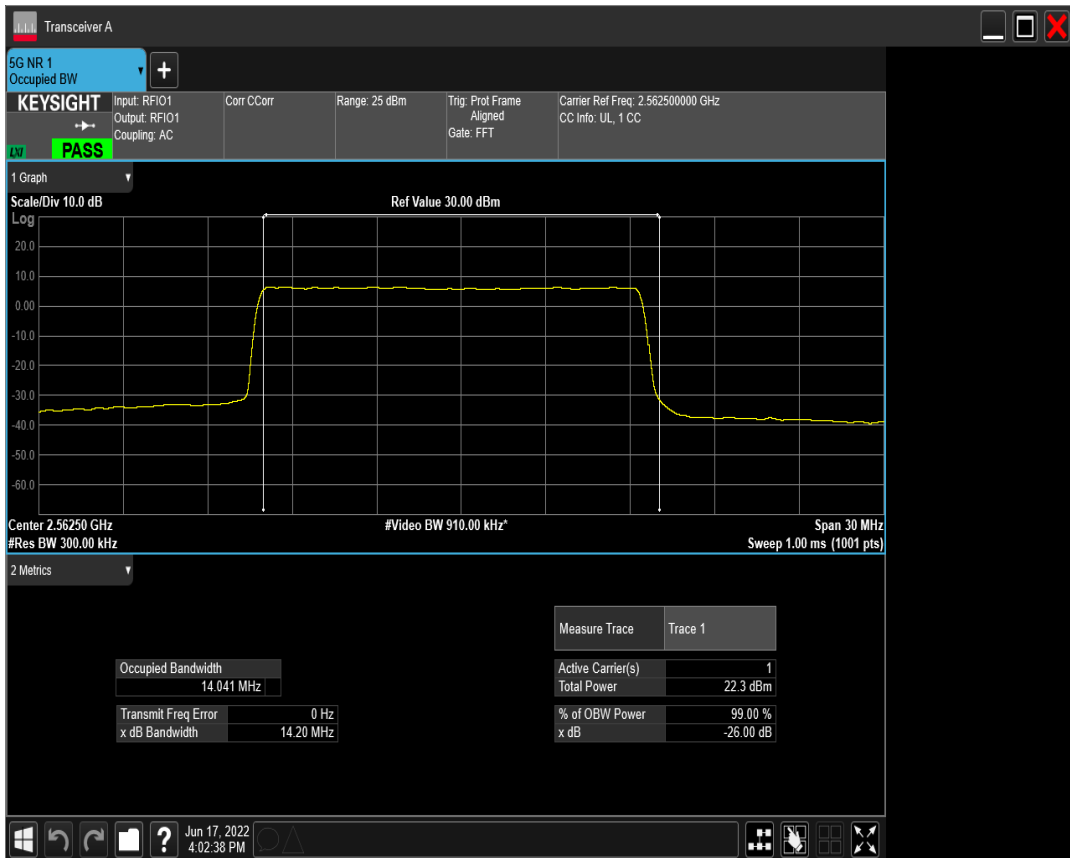 Transceiver A
5G NR 1
Occupied BW
KEYSIGHT
LXI
PASS
Input: RFIO1
Output: RFIO1
Coupling: AC
Corr CCorr
Range: 25 dBm
Trig: Prot Frame
Aligned
Gate: FFT
Carrier Ref Freq: 2.562500000 GHz
CC Info: UL, 1 CC
1 Graph
Scale/Div 10.0 dB
Ref Value 30.00 dBm
Log
20.0
10.0
0.00
-10.0
-20.0
-30.0
-40.0
-50.0
-60.0
Center 2.56250 GHz
#Video BW 910.00 kHz*
Span 30 MHz
#Res BW 300.00 kHz
Sweep 1.00 ms (1001 pts)
2 Metrics
Measure Trace Trace 1
Occupied Bandwidth
14.041 MHz
Transmit Freq Error 0 Hz
x dB Bandwidth 14.20 MHz
Active Carrier(s) 1
Total Power 22.3 dBm
% of OBW Power 99.00 %
x dB -26.00 dB
Jun 17, 2022
4:02:38 PM